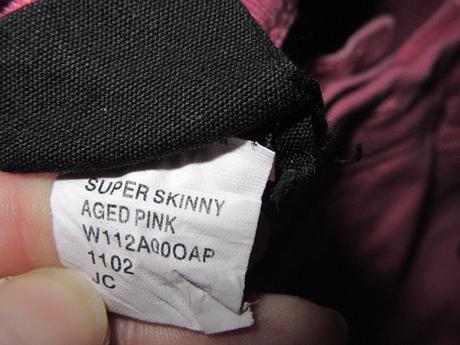 SUPER SKINNY
AGED PINK
W112A00OAP
1102
JC